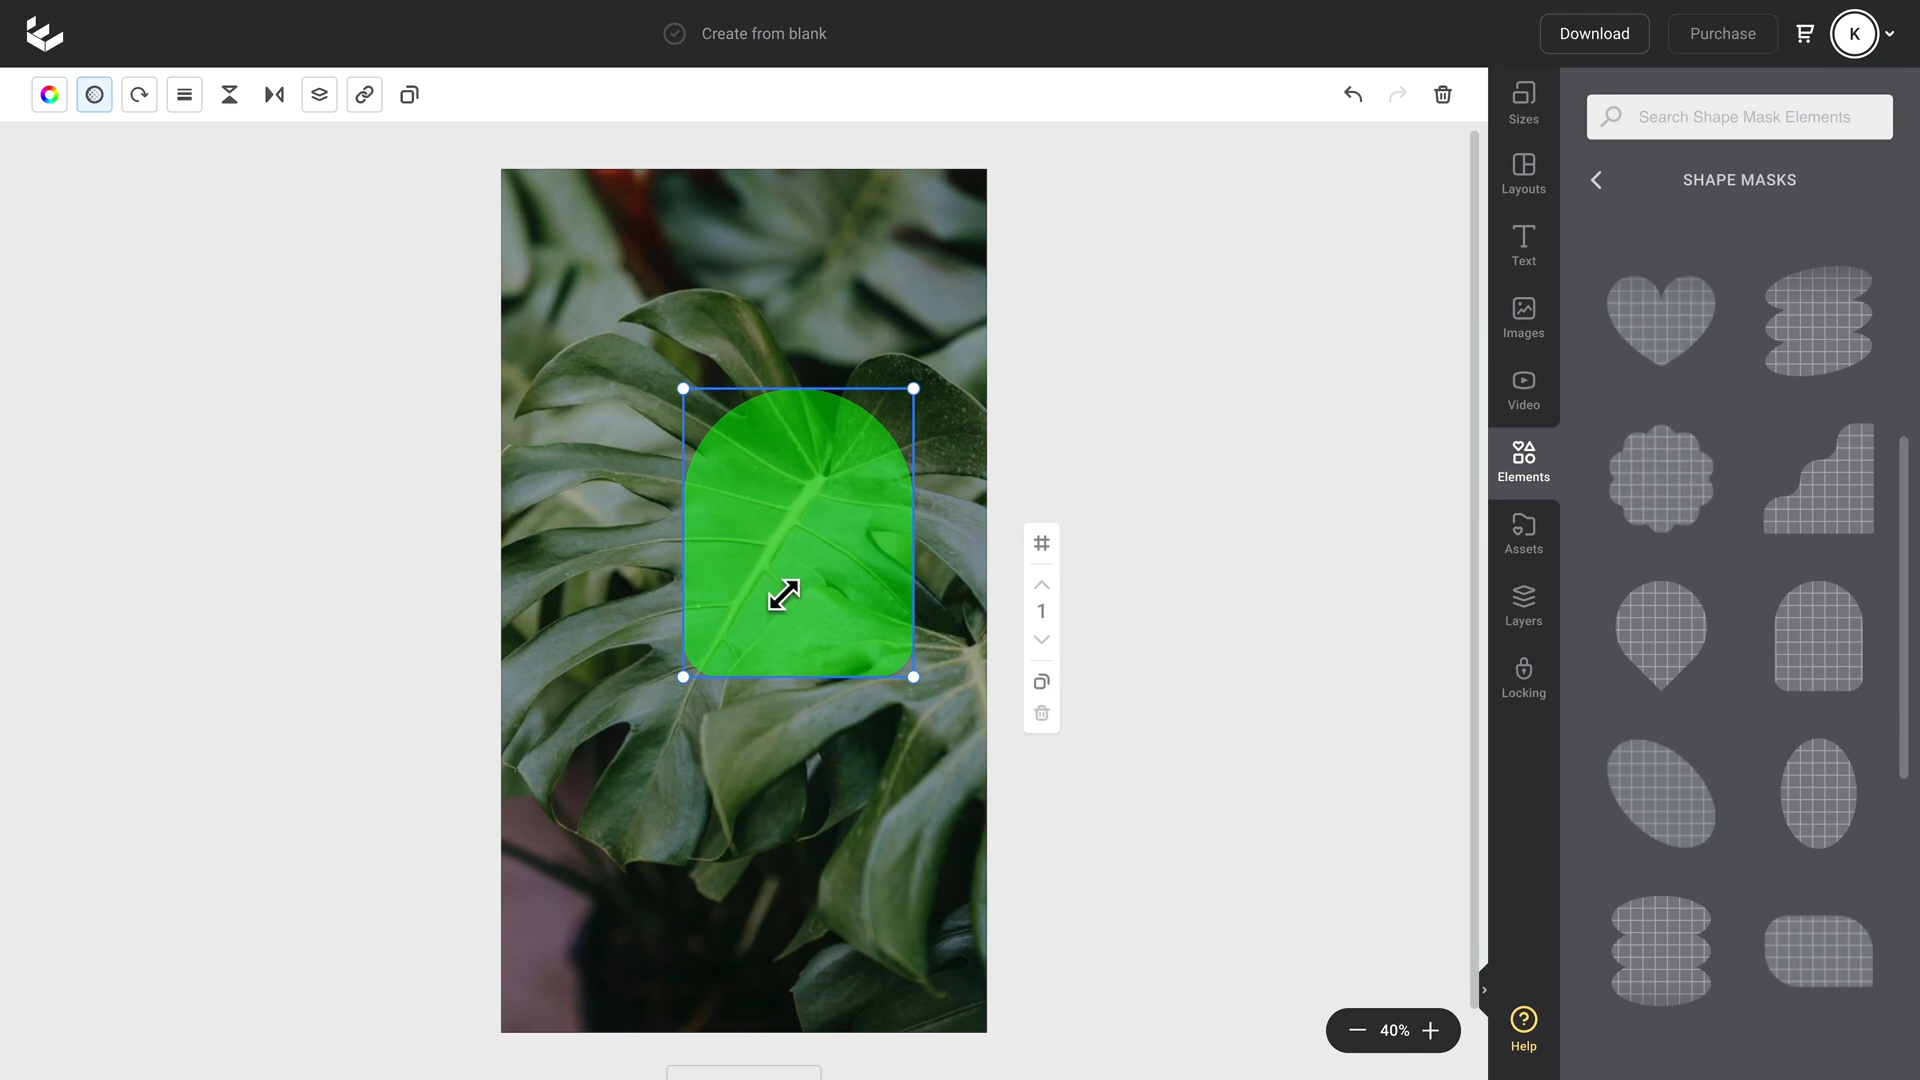 Create from blank
Download
Purchase
K
Sizes
Layouts
Text
Images
Video
Elements
Assets
Layers
Locking
Help
Search Shape Mask Elements
SHAPE MASKS
1
40%